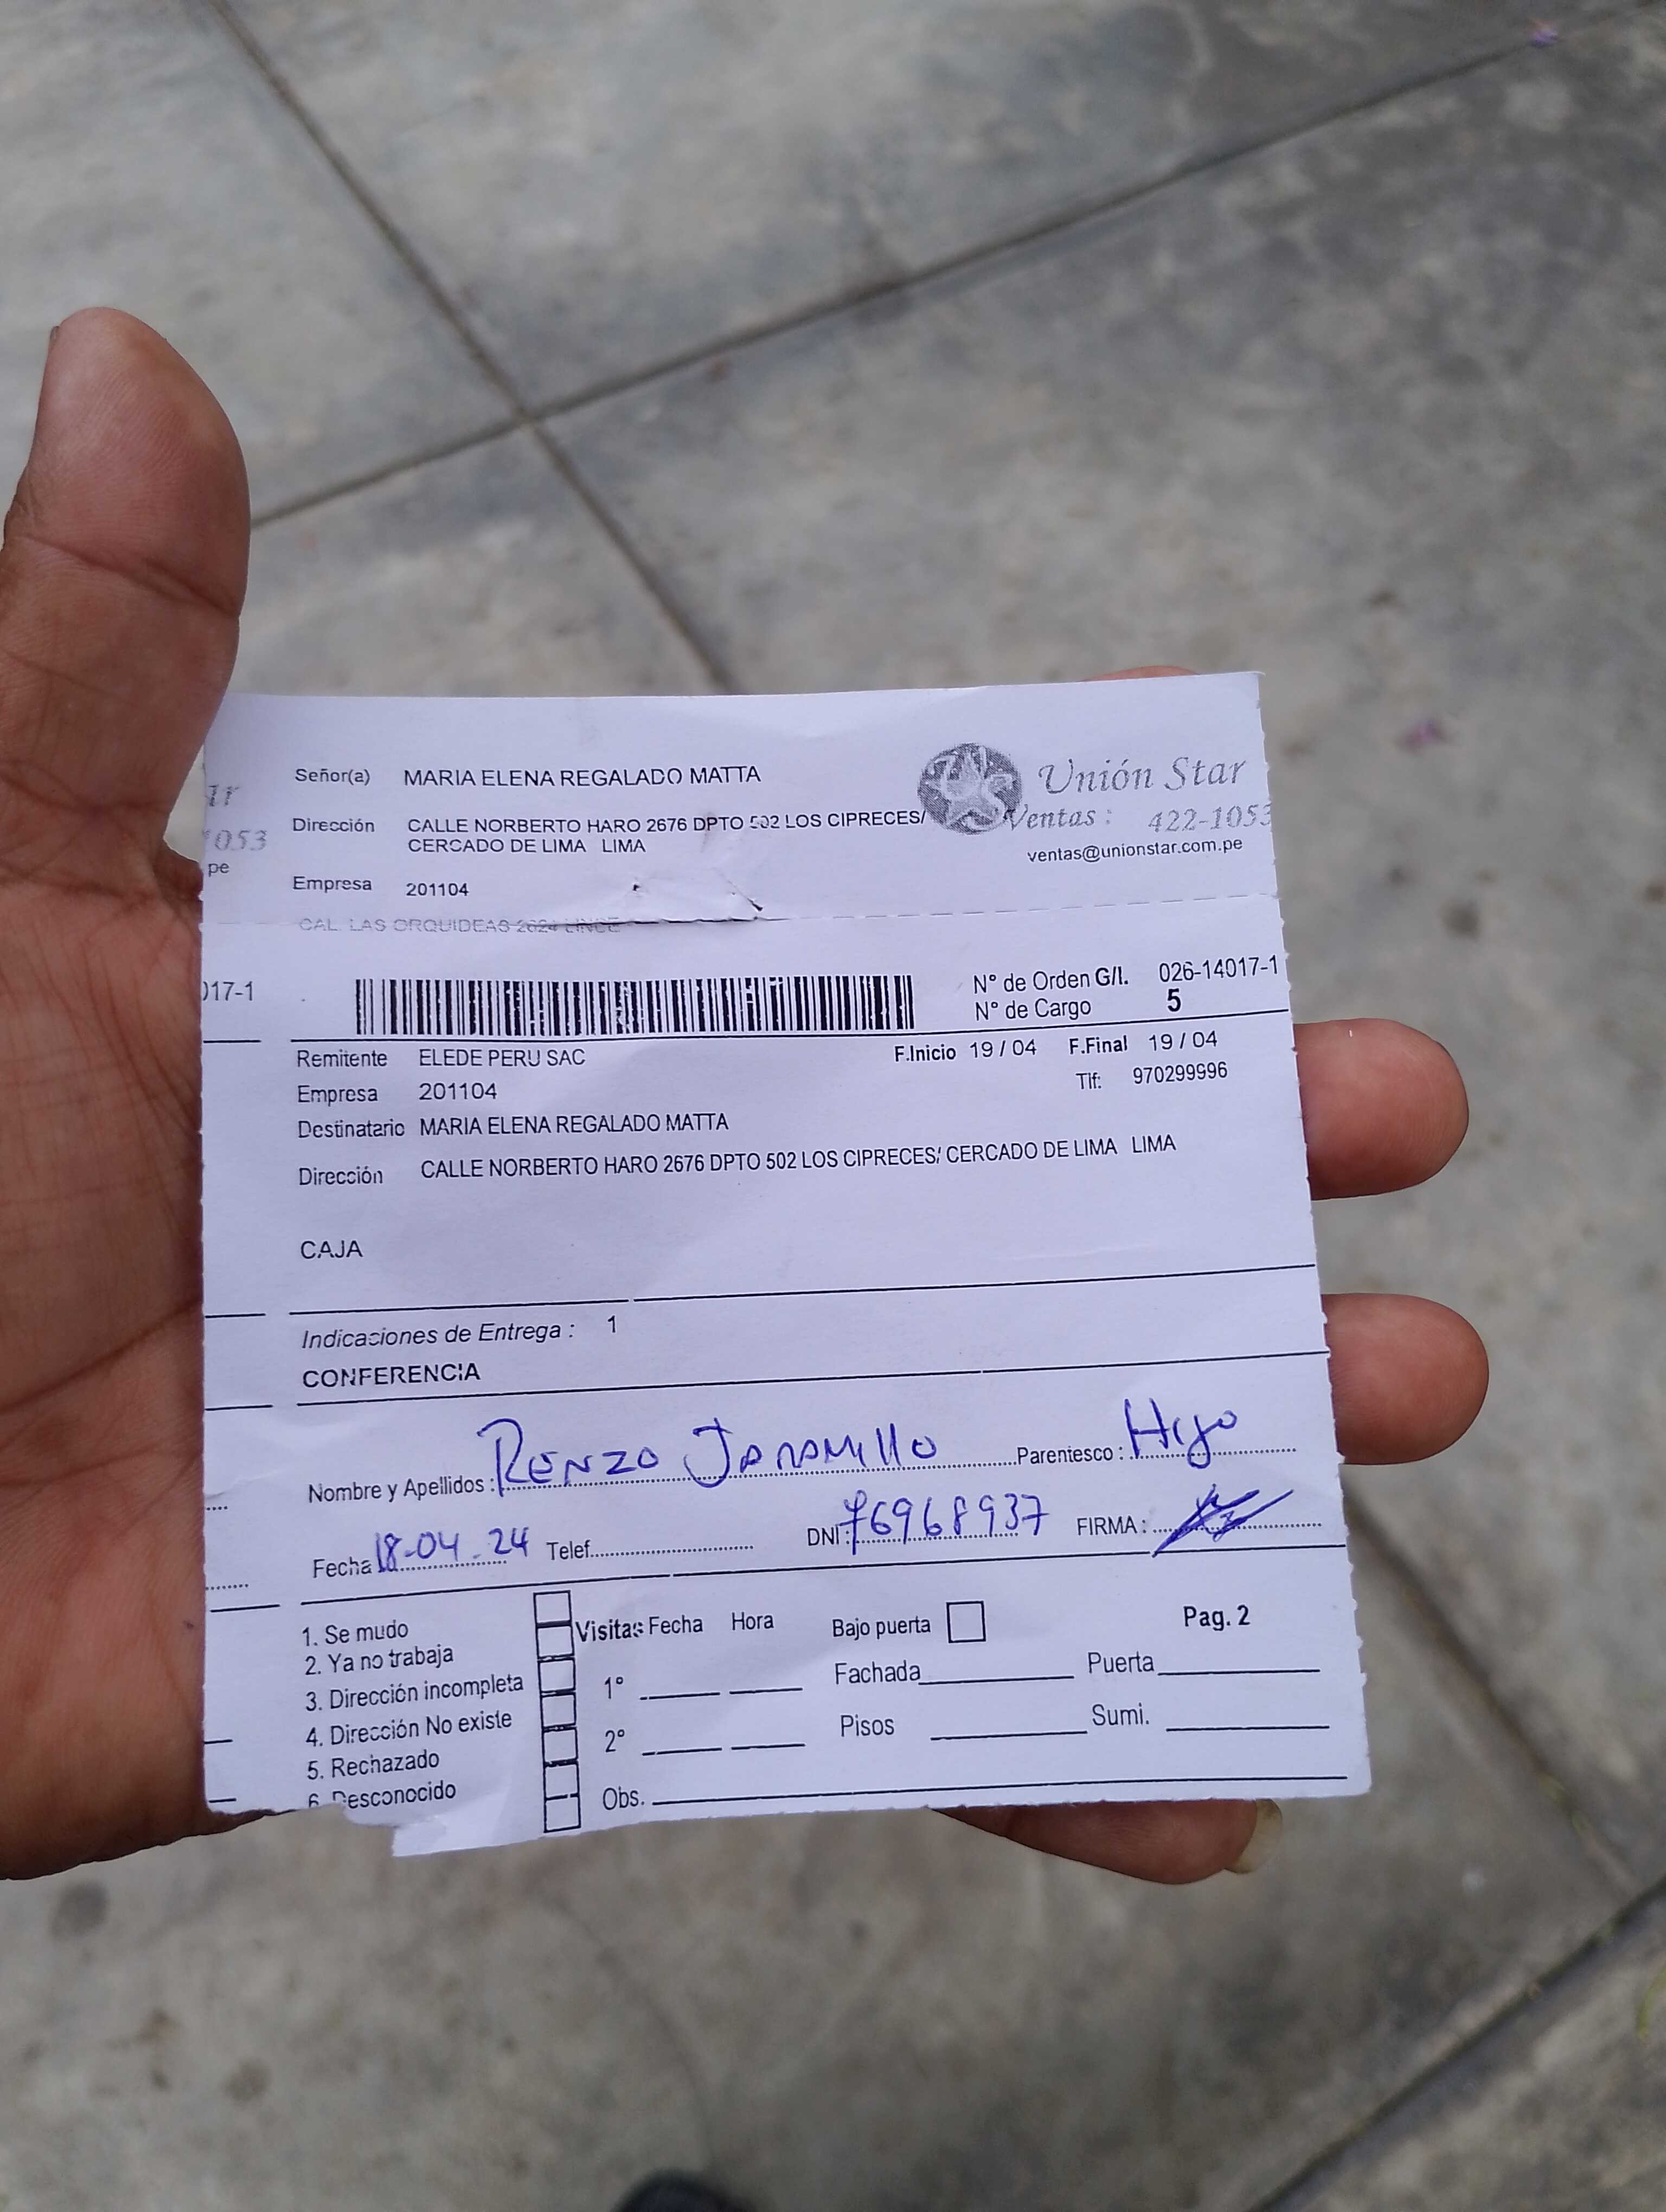 Señor(a) MARIA ELENA REGALADO MATTA
Unión Star
Dirección CALLE NORBERTO HARO 2676 DPTO 502 LOS CIPRECES/
Ventas : 422-1053
CERCADO DE LIMA LIMA
ventas@unionstar.com.pe
Empresa 201104
CAL. LAS ORQUIDEAS 2624 LINCE
1053
pe
017-1
N° de Orden G/I. 026-14017-1
N° de Cargo 5
Remitente ELEDE PERU SAC F.Inicio 19 / 04 F.Final 19 / 04
Empresa 201104 Tlf: 970299996
Destinatario MARIA ELENA REGALADO MATTA
Dirección CALLE NORBERTO HARO 2676 DPTO 502 LOS CIPRECES/ CERCADO DE LIMA LIMA
CAJA
Indicaciones de Entrega : 1
CONFERENCIA
Nombre y Apellidos : RENZO JARAMILLO Parentesco : Hijo
Fecha 18-04-24 Telef. DNI : 76968937 FIRMA :
1. Se mudo
2. Ya no trabaja
3. Dirección incompleta
4. Dirección No existe
5. Rechazado
6. Desconocido
Visitas Fecha Hora
1°
2°
Obs.
Bajo puerta Pag. 2
Fachada Puerta
Pisos Sumi.